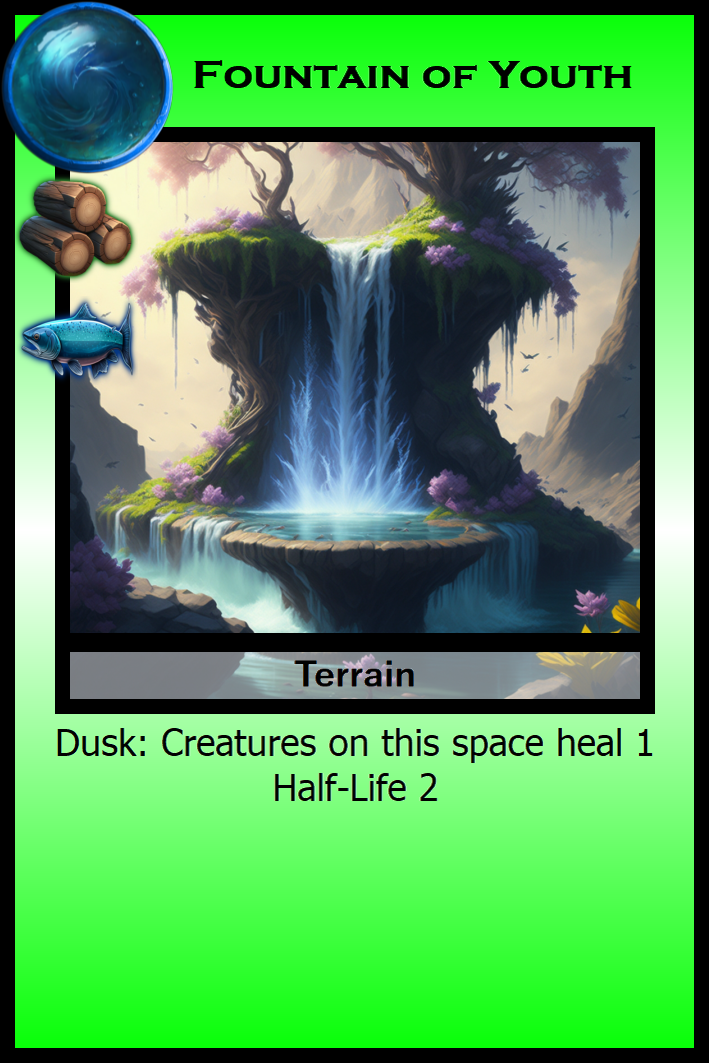 Fountain of Youth
Terrain
Dusk: Creatures on this space heal 1
Half-Life 2